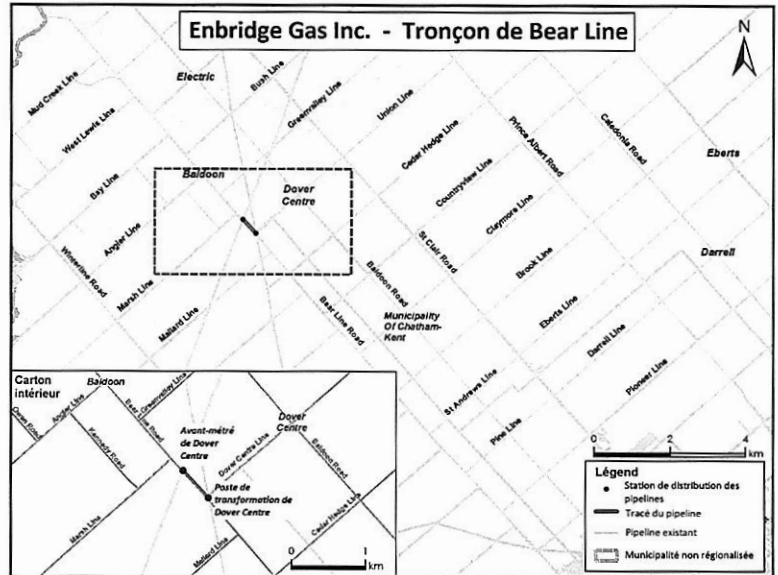 Enbridge Gas Inc. - Tronçon de Bear Line
N
Electric
Mud Creek Line
Bush Line
West Lewis Line
Greenvalley Line
Union Line
Prince Albert Road
Caledonia Road
Cedar Hedge Line
Eberts
Bay Line
Baldoon
Dover
Centre
Countryview Line
Claymore Line
Angler Line
Winterline Road
St Clair Road
Darrell
Marsh Line
Baldoon Road
Brook Line
Mallard Line
Bear Line Road
Municipality
Of Chatham-
Kent
Eberts Line
Darrell Line
Pioneer Line
St Andrews Line
Pine Line
0 2 4
km
Carton
intérieur
Baldoon
Greenvalley Line
Angler Line
Bear Line Road
Owen Road
Kennedy Road
Avant-métré
de Dover
Centre
Dover
Centre
Dover Centre Line
Baldoon Road
Poste de
transformation de
Dover Centre
Marsh Line
Mallard Line
Cedar Hedge Line
0 1
km
Légend
Station de distribution des
pipelines
Tracé du pipeline
Pipeline existant
Municipalité non régionalisée